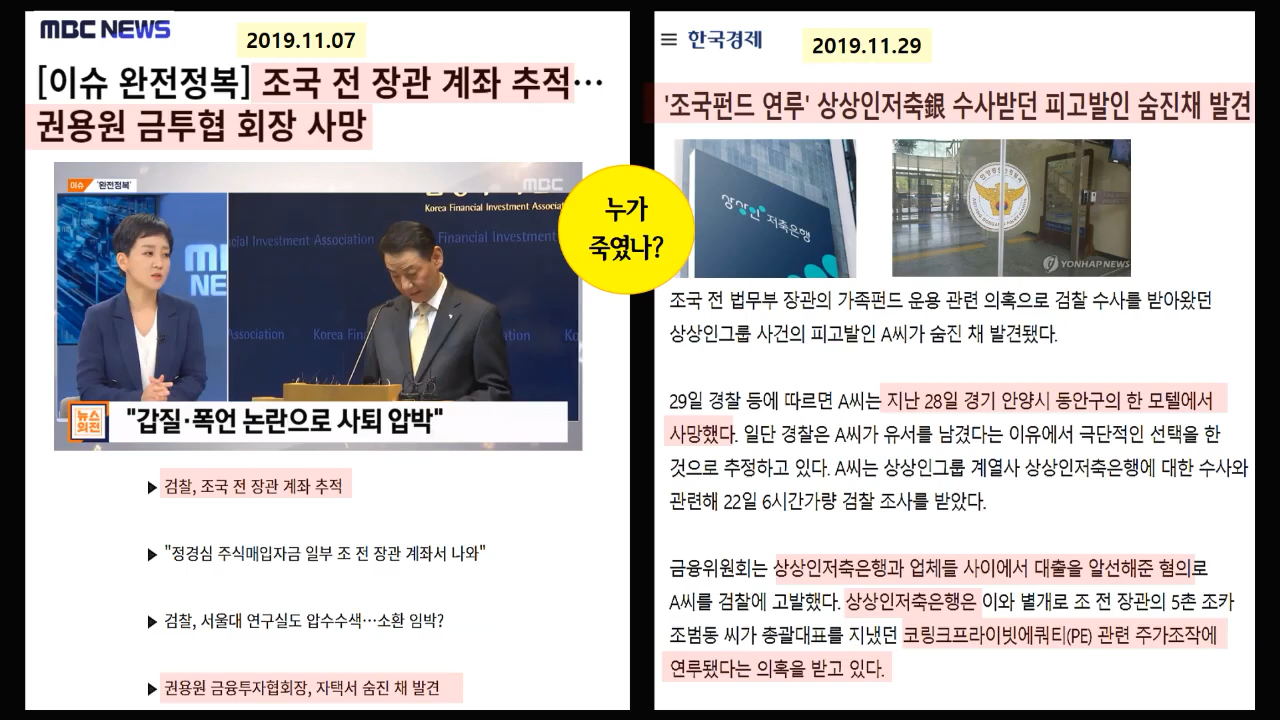 MBC NEWS
2019.11.07
[이슈 완전정복] 조국 전 장관 계좌 추적…
권용원 금투협 회장 사망
이슈 '완전정복'
MBC
Korea Financial Investment Associa
cial Investment Association
Financial Investment
NE
Association
Korea Fin
tion
Ko
뉴스
외전
"갑질·폭언 논란으로 사퇴 압박"
▶ 검찰, 조국 전 장관 계좌 추적
▶ "정경심 주식매입자금 일부 조 전 장관 계좌서 나와"
▶ 검찰, 서울대 연구실도 압수수색…소환 임박?
▶ 권용원 금융투자협회장, 자택서 숨진 채 발견
누가
죽였나?
한국경제
2019.11.29
'조국펀드 연루' 상상인저축銀 수사받던 피고발인 숨진채 발견
상상인 저축은행
YONHAP NEWS
조국 전 법무부 장관의 가족펀드 운용 관련 의혹으로 검찰 수사를 받아왔던
상상인그룹 사건의 피고발인 A씨가 숨진 채 발견됐다.
29일 경찰 등에 따르면 A씨는 지난 28일 경기 안양시 동안구의 한 모텔에서
사망했다. 일단 경찰은 A씨가 유서를 남겼다는 이유에서 극단적인 선택을 한
것으로 추정하고 있다. A씨는 상상인그룹 계열사 상상인저축은행에 대한 수사와
관련해 22일 6시간가량 검찰 조사를 받았다.
금융위원회는 상상인저축은행과 업체들 사이에서 대출을 알선해준 혐의로
A씨를 검찰에 고발했다. 상상인저축은행은 이와 별개로 조 전 장관의 5촌 조카
조범동 씨가 총괄대표를 지냈던 코링크프라이빗에쿼티(PE) 관련 주가조작에
연루됐다는 의혹을 받고 있다.